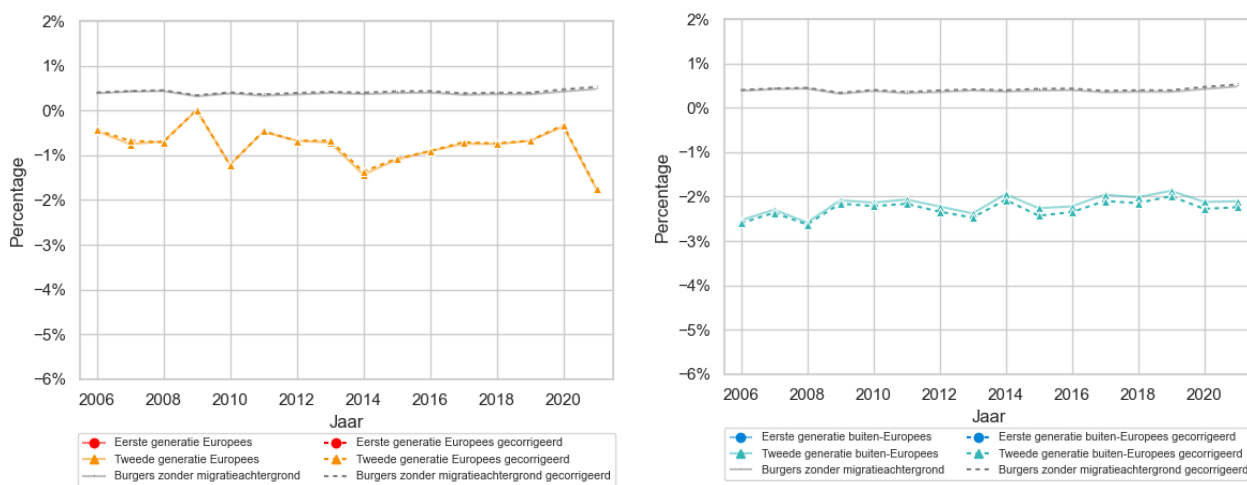 2%
1%
0%
−1%
−2%
−3%
−4%
−5%
−6%
Percentage
2006 2008 2010 2012 2014 2016 2018 2020
Jaar
Eerste generatie Europees Eerste generatie Europees gecorrigeerd
Tweede generatie Europees Tweede generatie Europees gecorrigeerd
Burgers zonder migratieachtergrond Burgers zonder migratieachtergrond gecorrigeerd
2%
1%
0%
−1%
−2%
−3%
−4%
−5%
−6%
Percentage
2006 2008 2010 2012 2014 2016 2018 2020
Jaar
Eerste generatie buiten-Europees Eerste generatie buiten-Europees gecorrigeerd
Tweede generatie buiten-Europees Tweede generatie buiten-Europees gecorrigeerd
Burgers zonder migratieachtergrond Burgers zonder migratieachtergrond gecorrigeerd